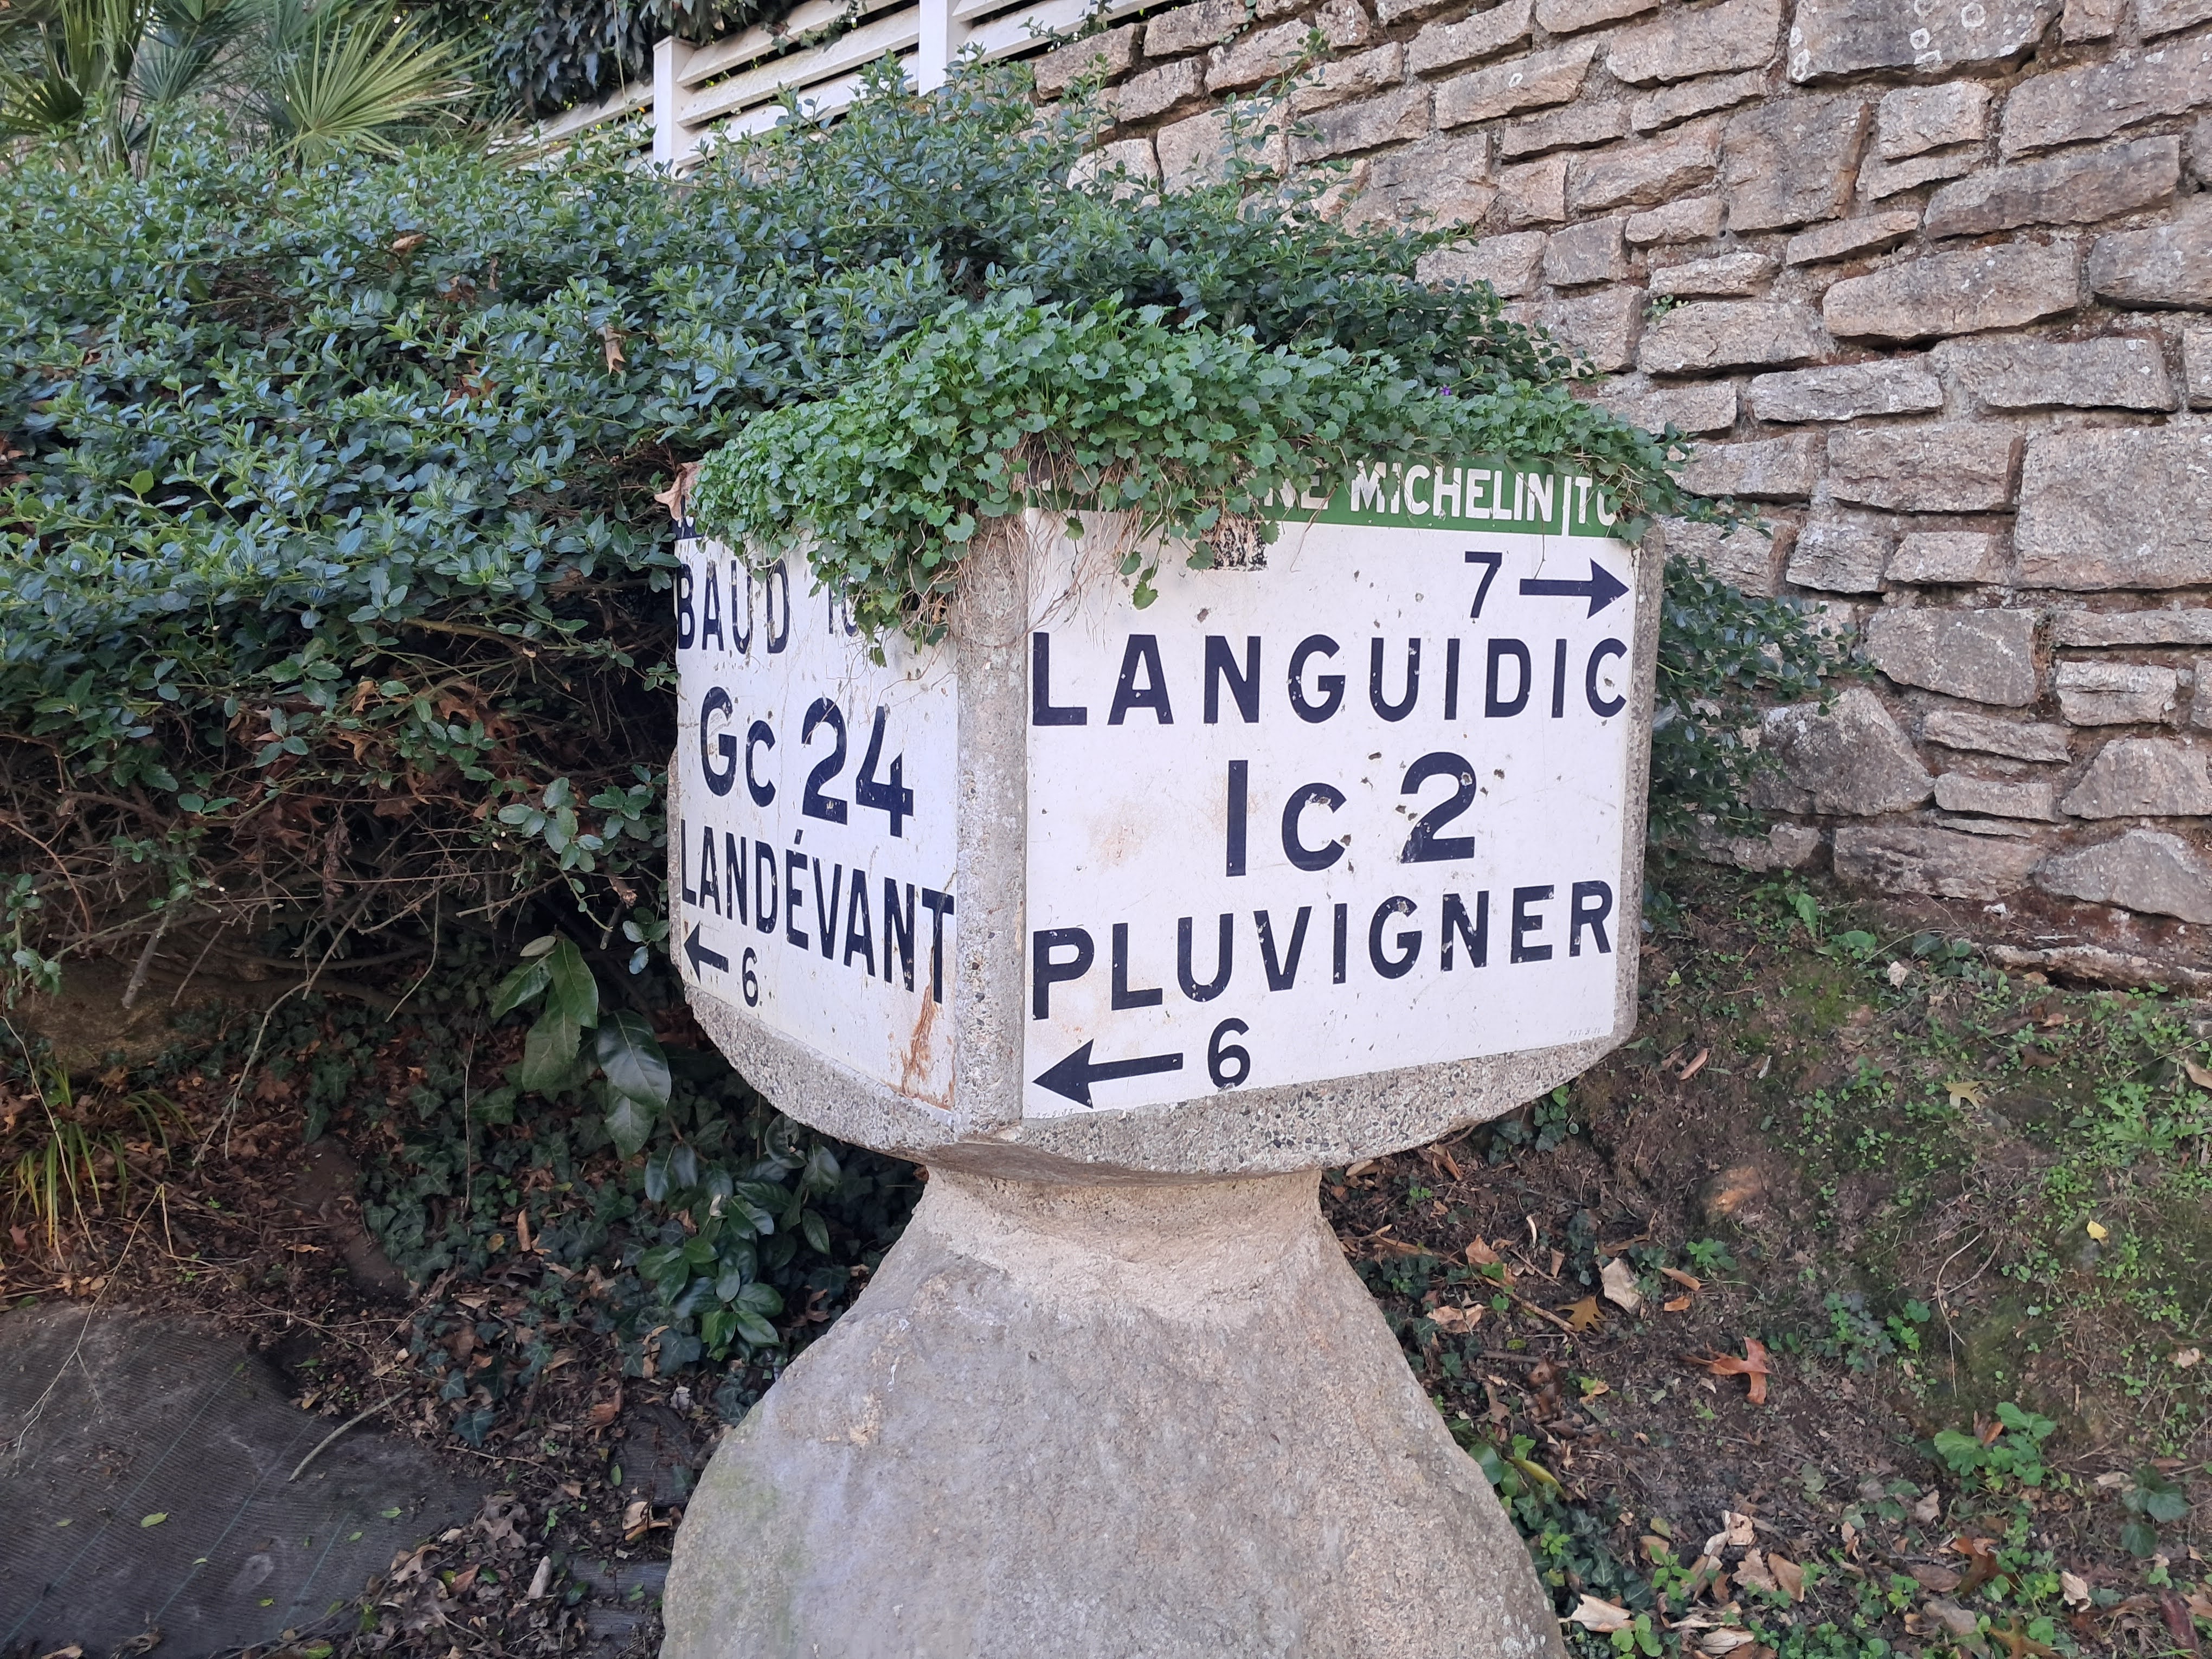 BAUD
Gc 24
LANDÉVANT
← 6
MICHELIN
7 →
LANGUIDIC
Ic 2
PLUVIGNER
← 6